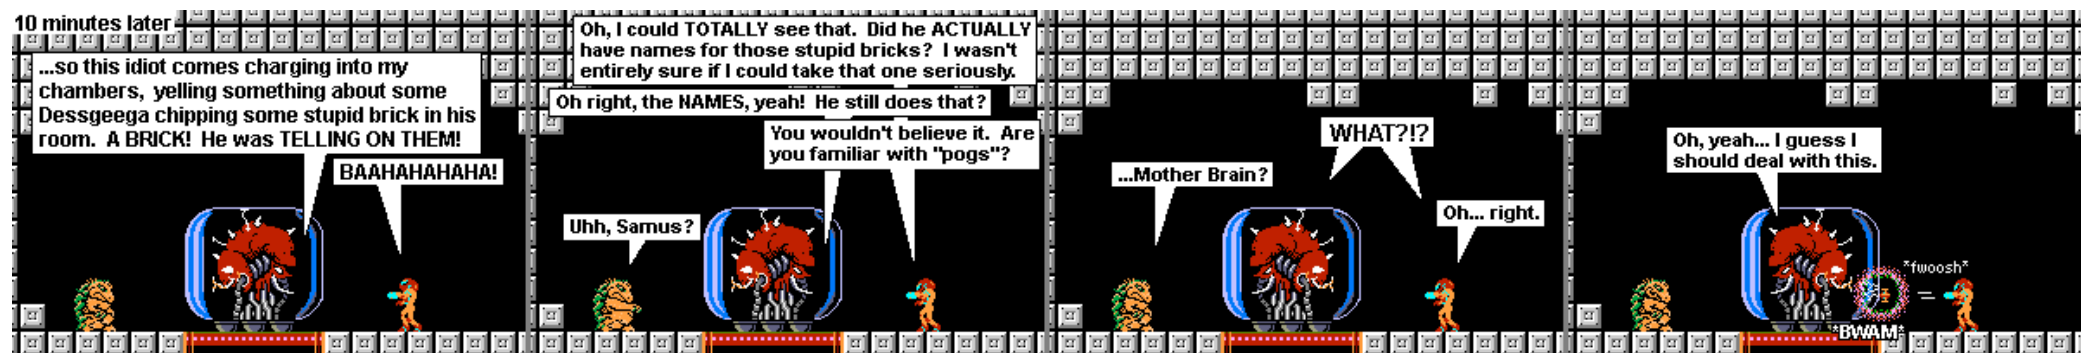 10 minutes later
...so this idiot comes charging into my
chambers, yelling something about some
Dessgeega chipping some stupid brick in his
room. A BRICK! He was TELLING ON THEM!
BAAHAHAHAHA!
Oh, I could TOTALLY see that. Did he ACTUALLY
have names for those stupid bricks? I wasn't
entirely sure if I could take that one seriously.
Oh right, the NAMES, yeah! He still does that?
You wouldn't believe it. Are
you familiar with "pogs"?
Uhh, Samus?
...Mother Brain?
WHAT?!?
Oh... right.
Oh, yeah... I guess I
should deal with this.
*fwoosh*
*BWAM*